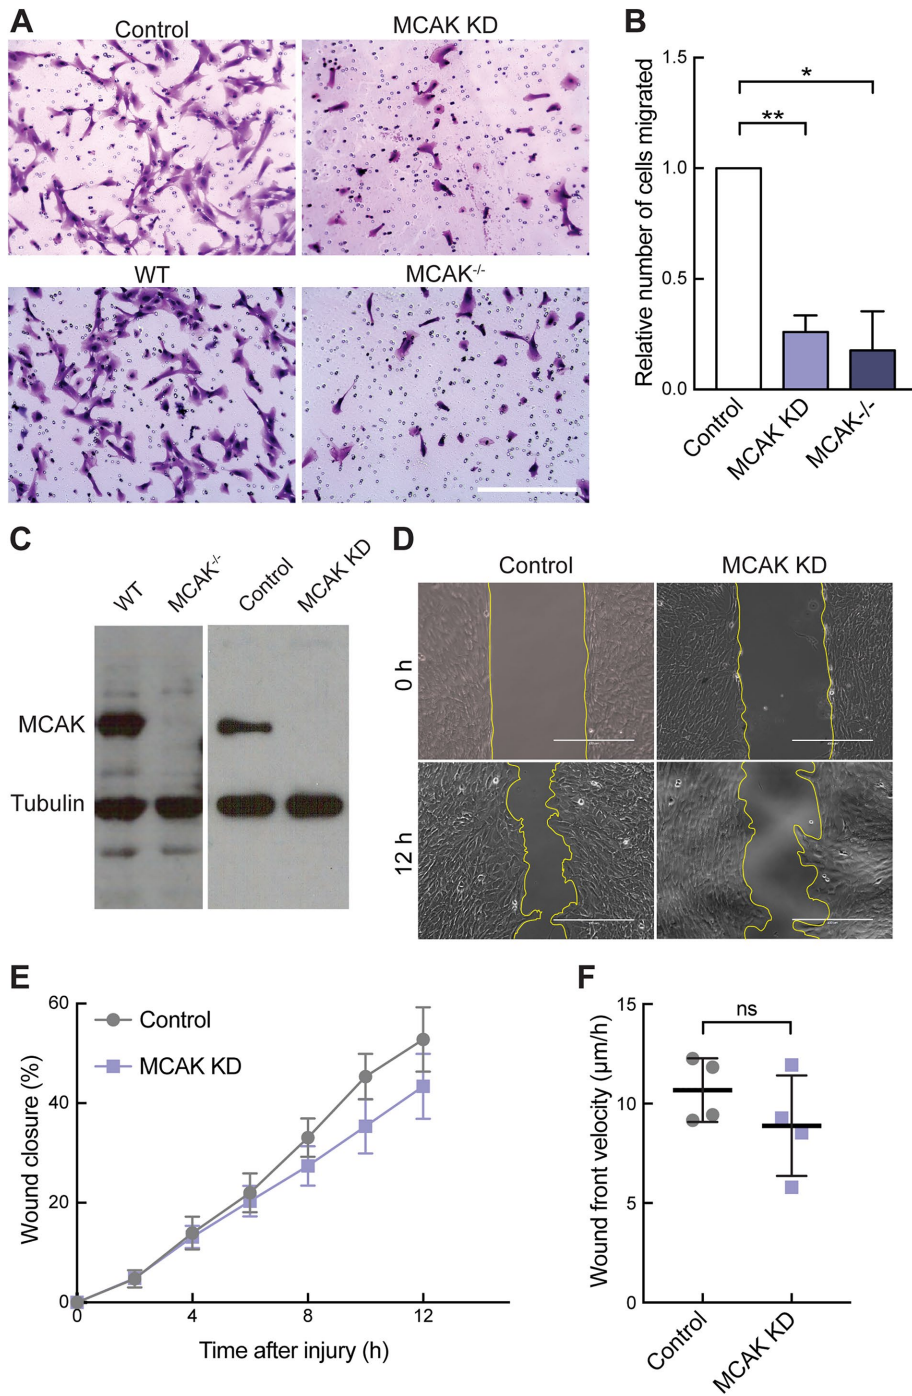 A
Control
MCAK KD
WT
MCAK-/-
B
Relative number of cells migrated
1.5
1.0
0.5
0.0
*
**
Control
MCAK KD
MCAK-/-
C
WT
MCAK-/-
Control
MCAK KD
MCAK
Tubulin
D
Control
MCAK KD
0 h
12 h
E
Wound closure (%)
60
40
20
0
Control
MCAK KD
0
4
8
12
Time after injury (h)
F
Wound front velocity (µm/h)
15
10
5
0
ns
Control
MCAK KD